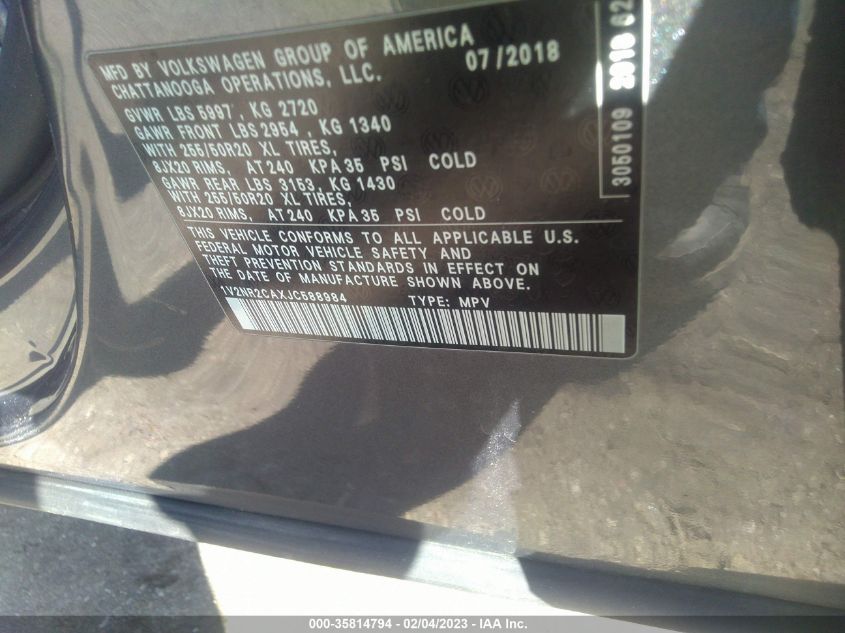 MFD BY VOLKSWAGEN GROUP OF AMERICA
CHATTANOOGA OPERATIONS, LLC.
07/2018
GVWR LBS 5997, KG 2720
GAWR FRONT LBS 2954, KG 1340
WITH 255/50R20 XL TIRES,
8JX20 RIMS, AT 240 KPA 35 PSI COLD
GAWR REAR LBS 3153, KG 1430
WITH 255/50R20 XL TIRES,
8JX20 RIMS, AT 240 KPA 35 PSI COLD
THIS VEHICLE CONFORMS TO ALL APPLICABLE U.S.
FEDERAL MOTOR VEHICLE SAFETY AND
THEFT PREVENTION STANDARDS IN EFFECT ON
THE DATE OF MANUFACTURE SHOWN ABOVE.
1V2NR2CAXJC588984 TYPE: MPV
3050109 2018 62
000-35814794 - 02/04/2023 - IAA Inc.